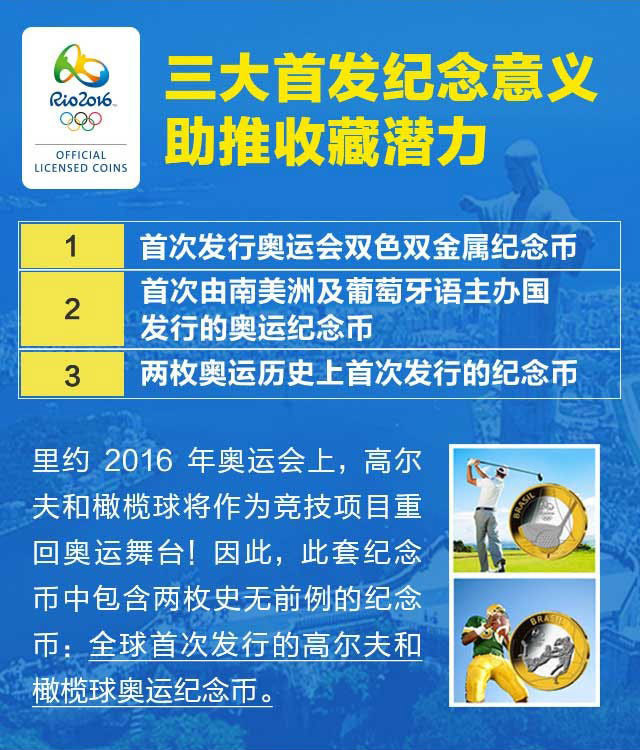 Rio2016
OFFICIAL
LICENSED COINS
三大首发纪念意义
助推收藏潜力
1
首次发行奥运会双色双金属纪念币
2
首次由南美洲及葡萄牙语主办国
发行的奥运纪念币
3
两枚奥运历史上首次发行的纪念币
里约 2016 年奥运会上，高尔
夫和橄榄球将作为竞技项目重
回奥运舞台！因此，此套纪念
币中包含两枚史无前例的纪念
币：全球首次发行的高尔夫和
橄榄球奥运纪念币。
BRASIL
BRASIL